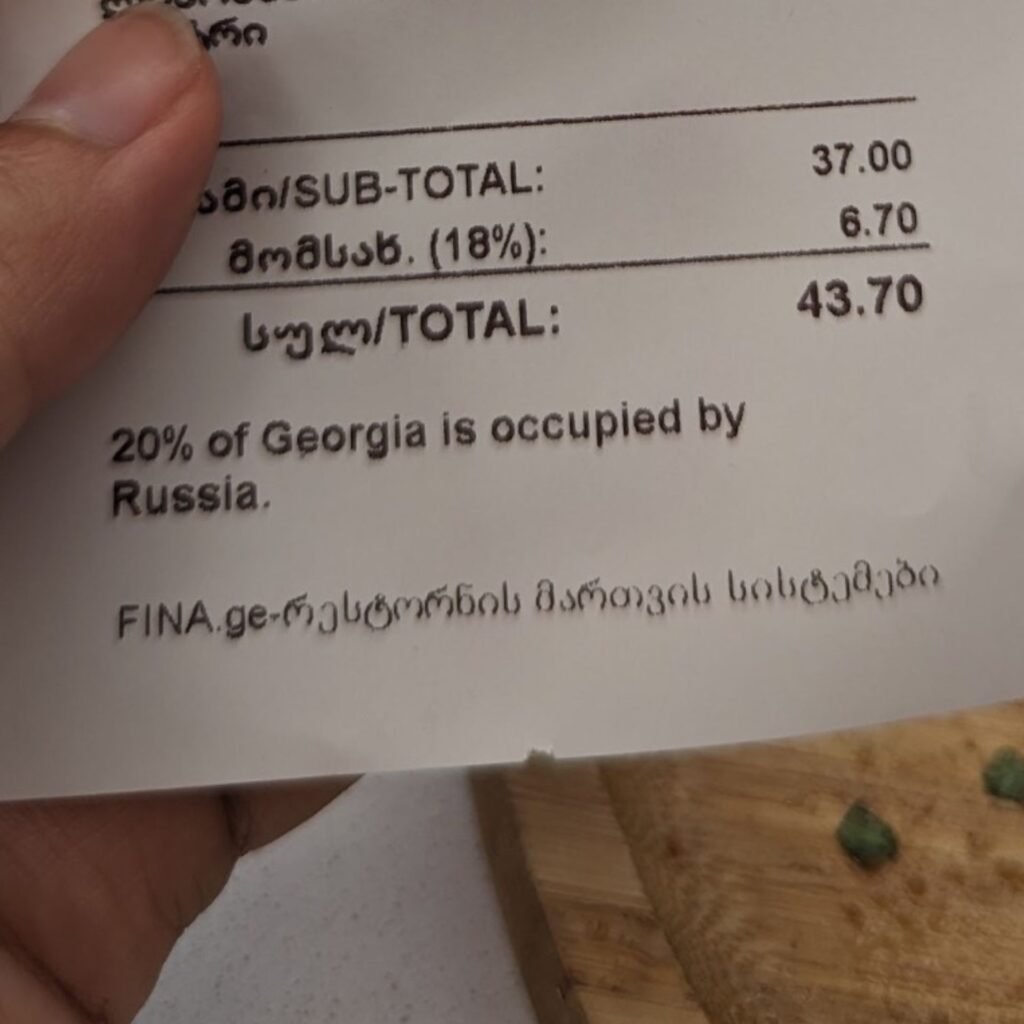 ამი/SUB-TOTAL: 37.00
მომსახ. (18%): 6.70
სულ/TOTAL: 43.70
20% of Georgia is occupied by
Russia.
FINA.ge-რესტორნის მართვის სისტემები